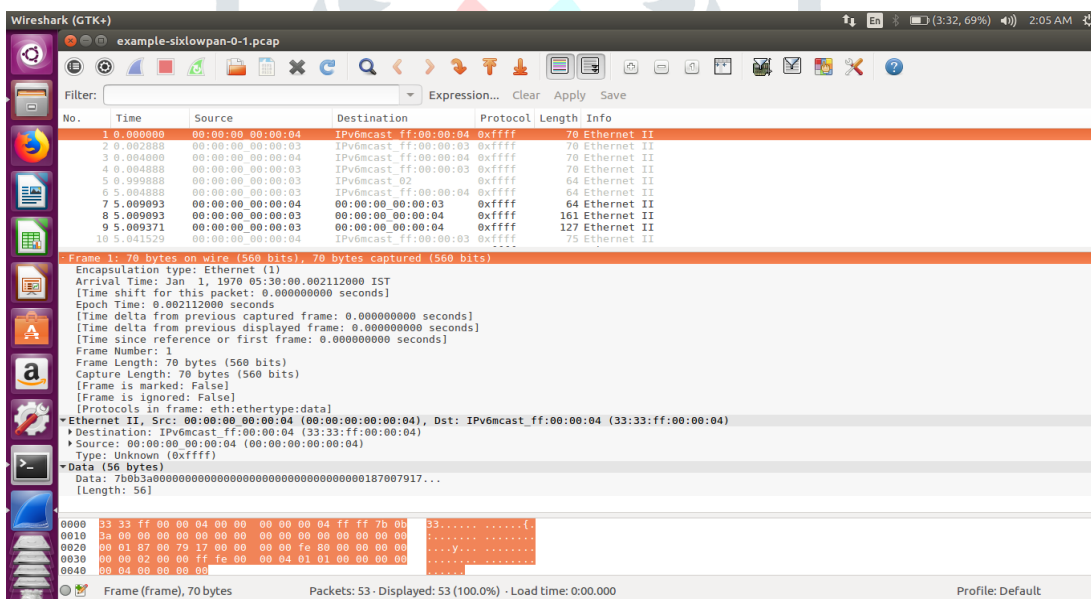 Wireshark (GTK+)
En (3:32, 69%) 2:05 AM
example-sixlowpan-0-1.pcap
Filter: Expression... Clear Apply Save
No. Time Source Destination Protocol Length Info
1 0.000000 00:00:00_00:00:04 IPv6mcast_ff:00:00:04 0xffff 70 Ethernet II
2 0.002888 00:00:00_00:00:03 IPv6mcast_ff:00:00:03 0xffff 70 Ethernet II
3 0.004000 00:00:00_00:00:04 IPv6mcast_ff:00:00:04 0xffff 70 Ethernet II
4 0.004888 00:00:00_00:00:03 IPv6mcast_ff:00:00:03 0xffff 70 Ethernet II
5 0.999888 00:00:00_00:00:03 IPv6mcast_02 0xffff 64 Ethernet II
6 5.004888 00:00:00_00:00:03 IPv6mcast_ff:00:00:04 0xffff 64 Ethernet II
7 5.009093 00:00:00_00:00:04 00:00:00_00:00:03 0xffff 64 Ethernet II
8 5.009093 00:00:00_00:00:03 00:00:00_00:00:04 0xffff 161 Ethernet II
9 5.009371 00:00:00_00:00:03 00:00:00_00:00:04 0xffff 127 Ethernet II
10 5.041529 00:00:00_00:00:04 IPv6mcast_ff:00:00:03 0xffff 75 Ethernet II
Frame 1: 70 bytes on wire (560 bits), 70 bytes captured (560 bits)
Encapsulation type: Ethernet (1)
Arrival Time: Jan 1, 1970 05:30:00.002112000 IST
[Time shift for this packet: 0.000000000 seconds]
Epoch Time: 0.002112000 seconds
[Time delta from previous captured frame: 0.000000000 seconds]
[Time delta from previous displayed frame: 0.000000000 seconds]
[Time since reference or first frame: 0.000000000 seconds]
Frame Number: 1
Frame Length: 70 bytes (560 bits)
Capture Length: 70 bytes (560 bits)
[Frame is marked: False]
[Frame is ignored: False]
[Protocols in frame: eth:ethertype:data]
Ethernet II, Src: 00:00:00_00:00:04 (00:00:00:00:00:04), Dst: IPv6mcast_ff:00:00:04 (33:33:ff:00:00:04)
Destination: IPv6mcast_ff:00:00:04 (33:33:ff:00:00:04)
Source: 00:00:00_00:00:04 (00:00:00:00:00:04)
Type: Unknown (0xffff)
Data (56 bytes)
Data: 7b0b3a00000000000000000000000000000187007917...
[Length: 56]
0000 33 33 ff 00 00 04 00 00 00 00 00 04 ff ff 7b 0b 33...... ......{.
0010 3a 00 00 00 00 00 00 00 00 00 00 00 00 00 00 00 :....... ........
0020 00 01 87 00 79 17 00 00 00 00 fe 80 00 00 00 00 ....y... ........
0030 00 00 02 00 00 ff fe 00 00 04 01 01 00 00 00 00 ........ ........
0040 00 04 00 00 00 00 ......
Frame (frame), 70 bytes Packets: 53 · Displayed: 53 (100.0%) · Load time: 0:00.000 Profile: Default